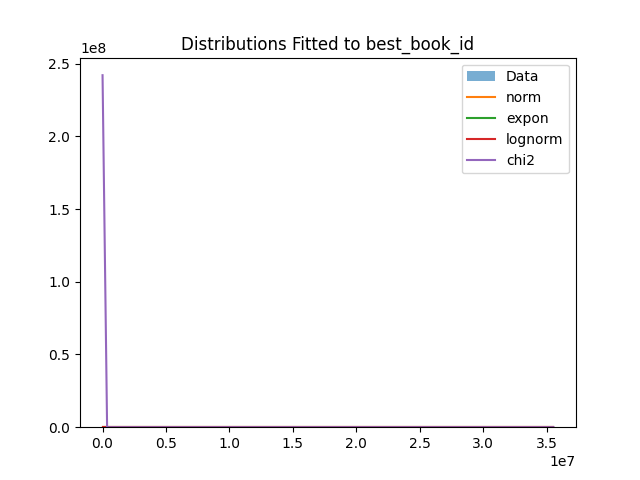 Distributions Fitted to best_book_id
1e8
2.5
2.0
1.5
1.0
0.5
0.0
Data
norm
expon
lognorm
chi2
0.0 0.5 1.0 1.5 2.0 2.5 3.0 3.5
1e7